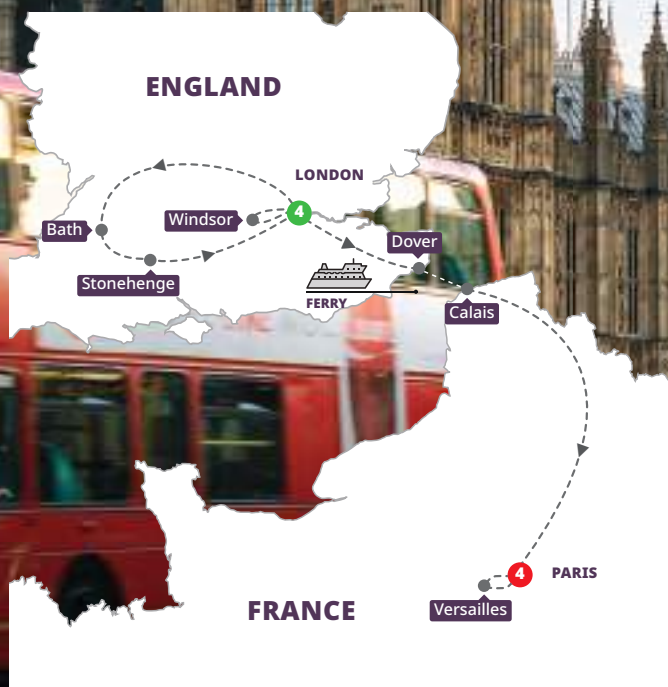 ENGLAND
LONDON
4
Windsor
Bath
Dover
Stonehenge
FERRY
Calais
4
PARIS
Versailles
FRANCE